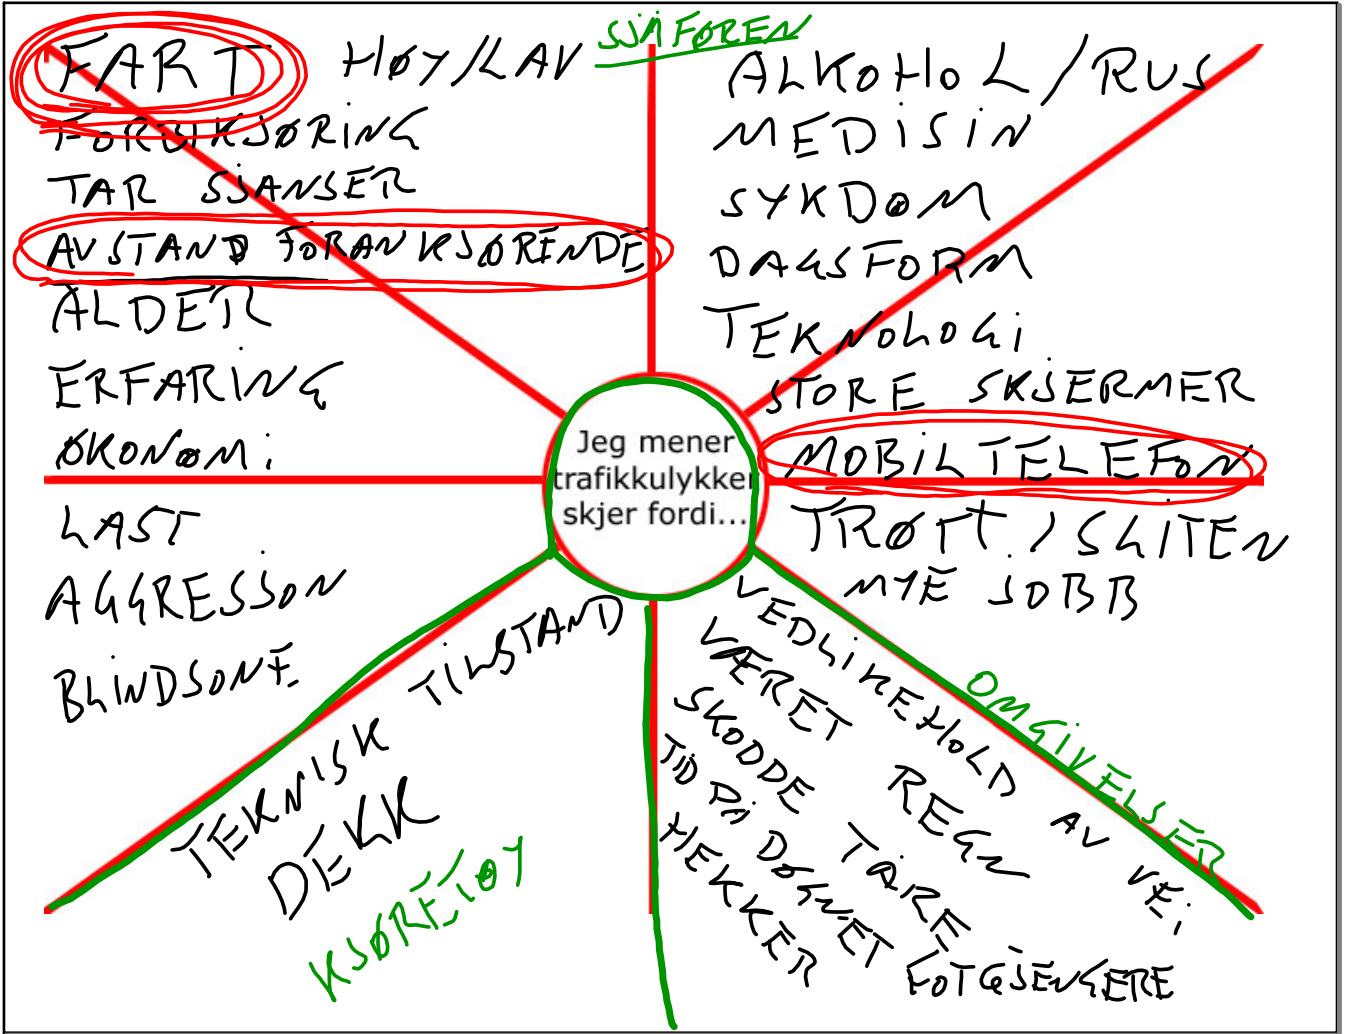 SJÅFØREN
FART HØY/LAV
FORBIKJØRING
TAR SJANSER
AVSTAND FORANKJØRENDE
ALDER
ERFARING
ØKONOMi
LAST
AGGRESJON
BLiNDSONE
ALKOHOL/RUS
MEDISIN
SYKDOM
DAGSFORM
TEKNOLOGi
STORE SKJERMER
MOBiLTELEFON
TRØTT/SLITEN
MYE JOBB
Jeg mener
trafikkulykker
skjer fordi...
TEKNISK TILSTAND
DEKK
KJØRETØY
OMGIVELSER
VEDLiKEHOLD AV VEi
VÆRET REGN
SKODDE TÅKE
TID PÅ DØGNET FOTGJENGERE
HEKKER